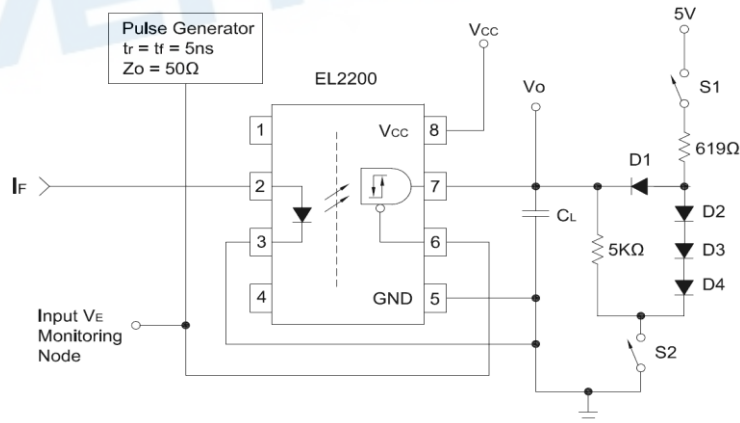 Pulse Generator
tr = tf = 5ns
Zo = 50Ω
EL2200
Vcc
5V
S1
Vo
1
Vcc
8
619Ω
D1
IF
2
7
D2
CL
3
6
5KΩ
D3
D4
4
GND
5
Input VE
Monitoring
Node
S2